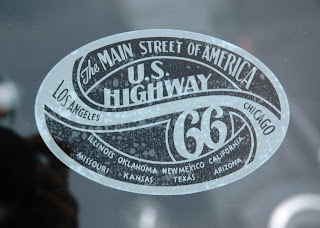 The MAIN STREET OF AMERICA
U.S.
HIGHWAY
66
LOS ANGELES
CHICAGO
ILLINOIS OKLAHOMA NEW MEXICO CALIFORNIA
MISSOURI KANSAS TEXAS ARIZONA